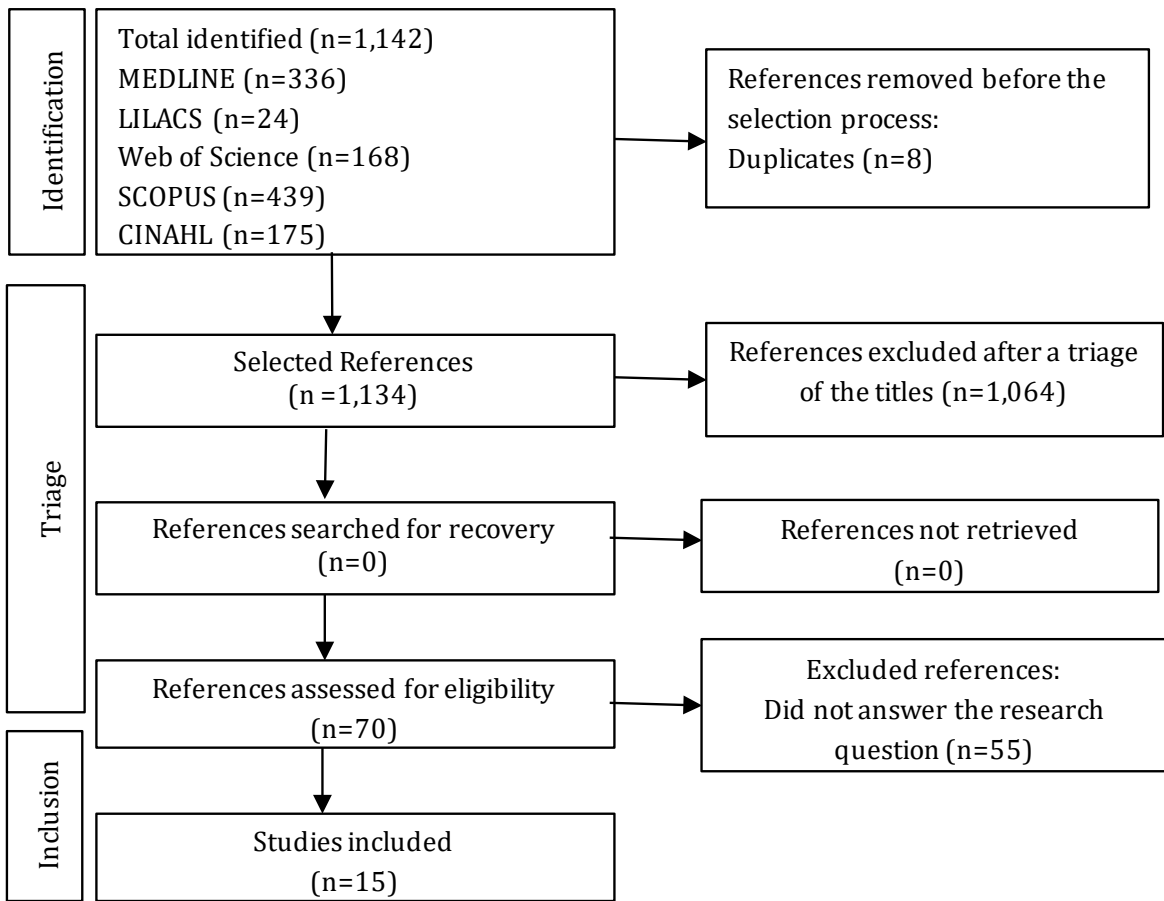 Identification
Total identified (n=1,142)
MEDLINE (n=336)
LILACS (n=24)
Web of Science (n=168)
SCOPUS (n=439)
CINAHL (n=175)
References removed before the
selection process:
Duplicates (n=8)
Triage
Selected References
(n =1,134)
References excluded after a triage
of the titles (n=1,064)
References searched for recovery
(n=0)
References not retrieved
(n=0)
References assessed for eligibility
(n=70)
Excluded references:
Did not answer the research
question (n=55)
Inclusion
Studies included
(n=15)